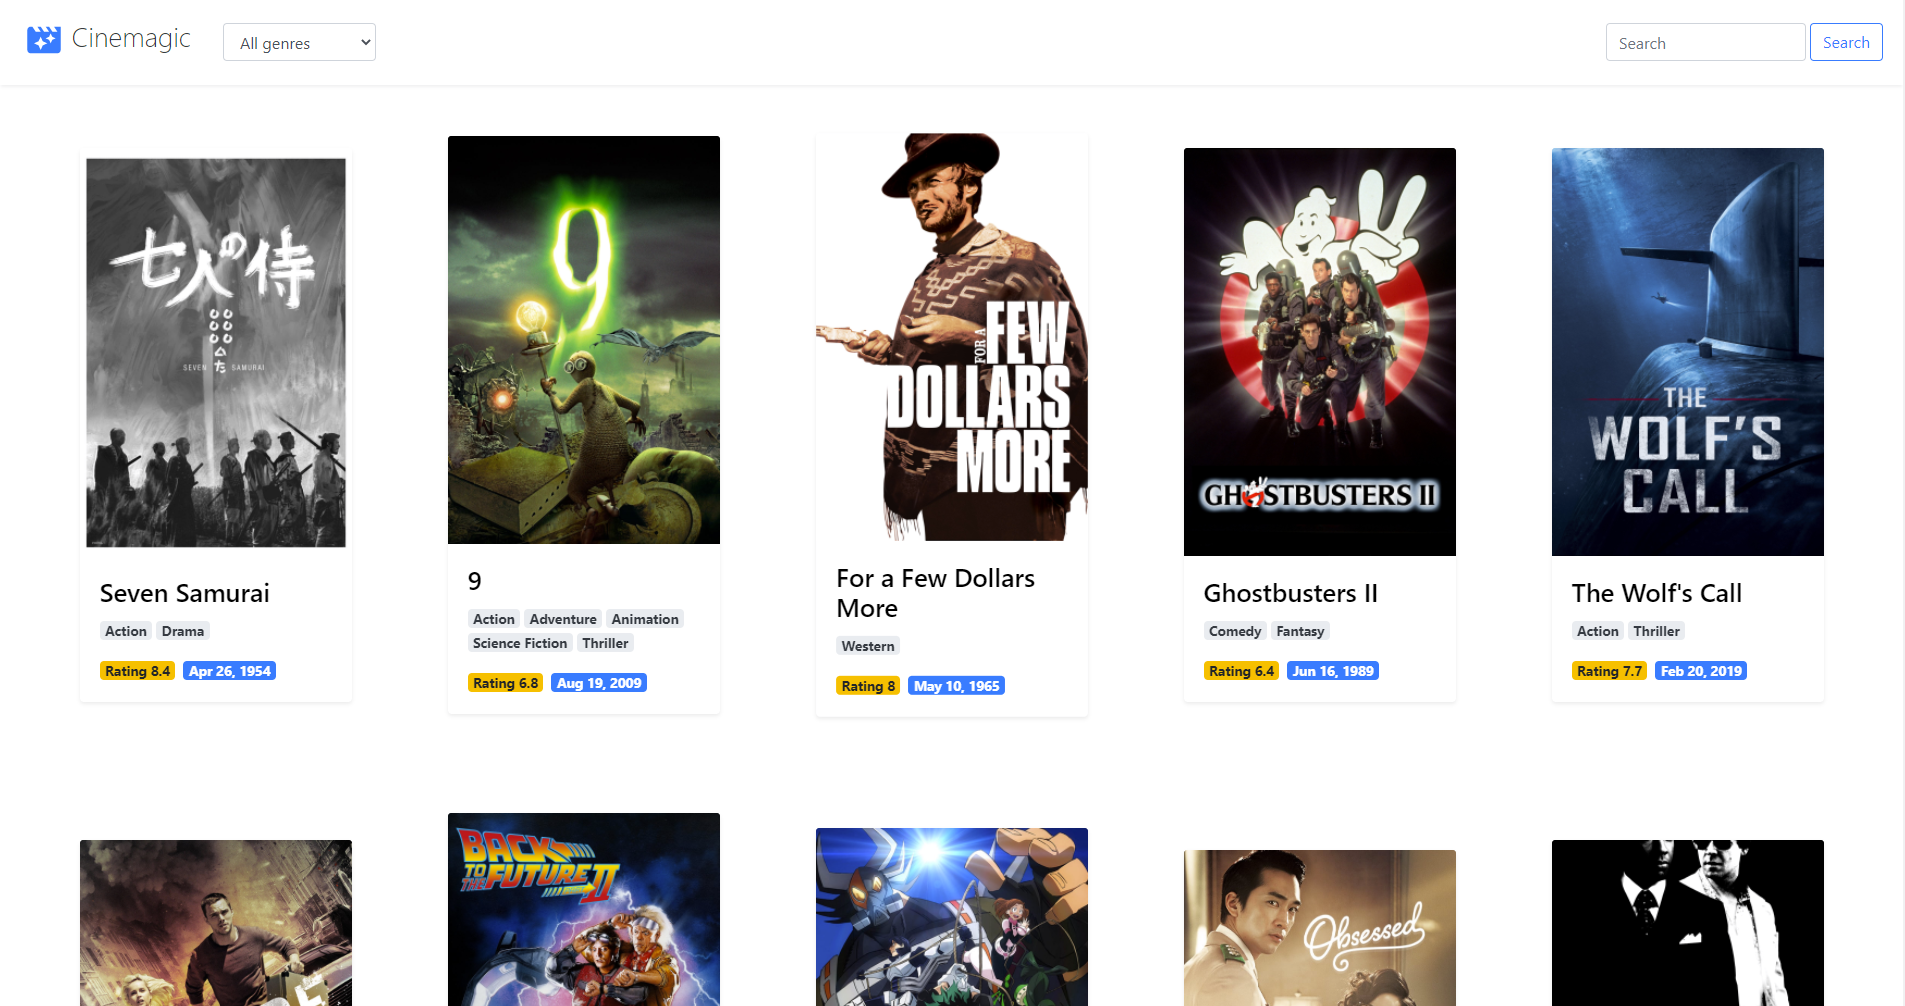 Cinemagic
All genres
Search
Search
七人の侍
SEVEN た SAMURAI
9
FOR A FEW
DOLLARS
MORE
GHOSTBUSTERS II
THE
WOLF'S
CALL
Seven Samurai
Action Drama
Rating 8.4 Apr 26, 1954
9
Action Adventure Animation
Science Fiction Thriller
Rating 6.8 Aug 19, 2009
For a Few Dollars
More
Western
Rating 8 May 10, 1965
Ghostbusters II
Comedy Fantasy
Rating 6.4 Jun 16, 1989
The Wolf's Call
Action Thriller
Rating 7.7 Feb 20, 2019
BACK
TO
THE FUTURE II
Obsessed